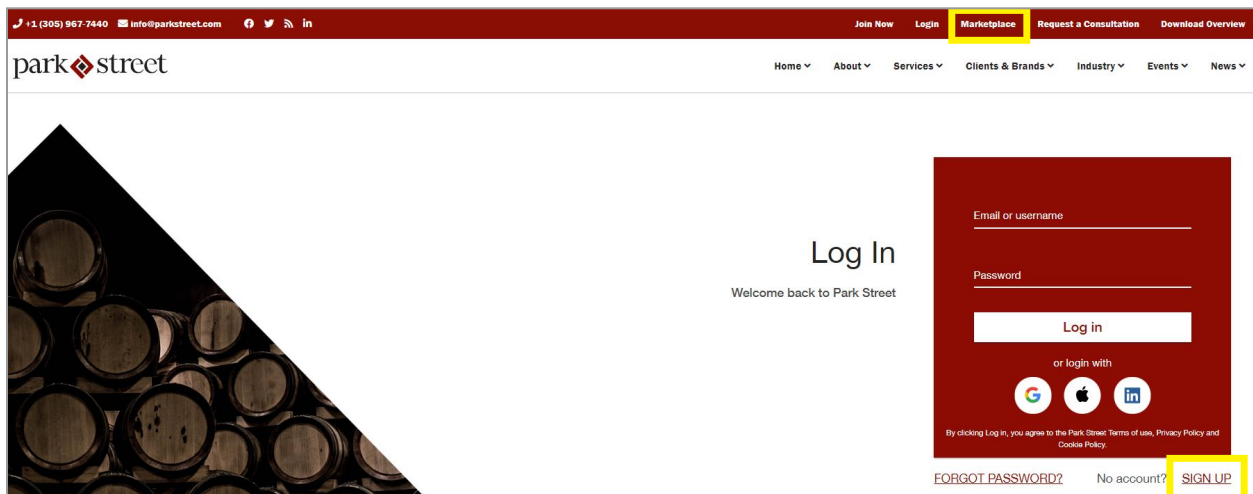 +1 (305) 967-7440 info@parkstreet.com Join Now Login Marketplace Request a Consultation Download Overview
park street Home About Services Clients & Brands Industry Events News
Email or username
Log In
Password
Welcome back to Park Street
Log in
or login with
By clicking Log in, you agree to the Park Street Terms of use, Privacy Policy and
Cookie Policy.
FORGOT PASSWORD? No account? SIGN UP